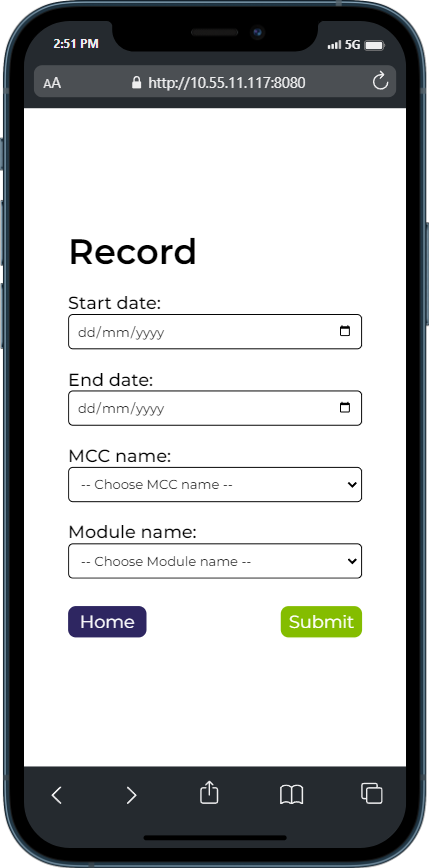 2:51 PM 5G
AA http://10.55.11.117:8080
Record
Start date:
dd/mm/yyyy
End date:
dd/mm/yyyy
MCC name:
-- Choose MCC name --
Module name:
-- Choose Module name --
Home Submit